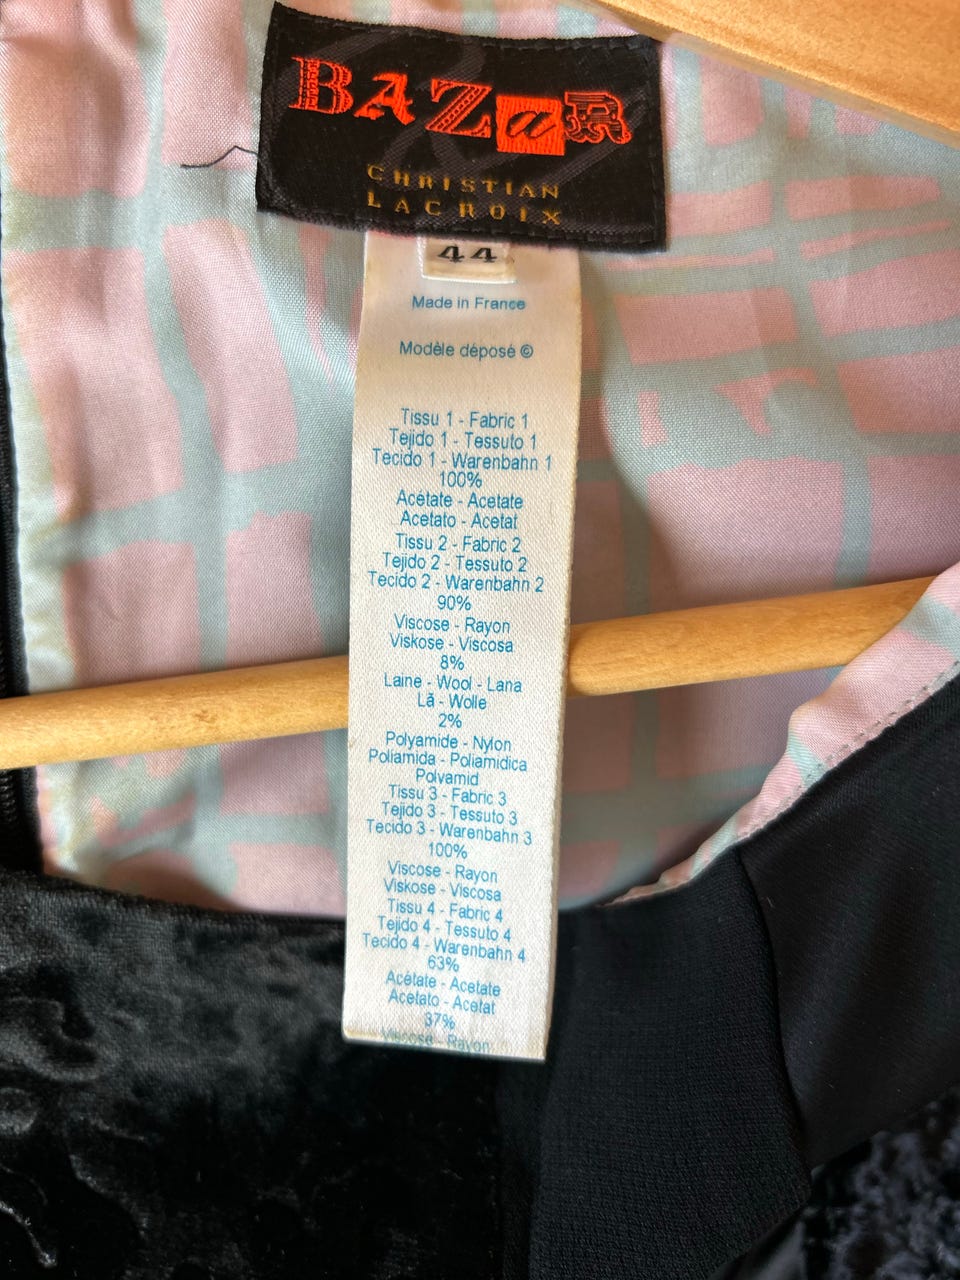 BAZaR
CHRISTIAN
LACROIX
44
Made in France
Modèle déposé ©
Tissu 1 - Fabric 1
Tejido 1 - Tessuto 1
Tecido 1 - Warenbahn 1
100%
Acétate - Acetate
Acetato - Acetat
Tissu 2 - Fabric 2
Tejido 2 - Tessuto 2
Tecido 2 - Warenbahn 2
90%
Viscose - Rayon
Viskose - Viscosa
8%
Laine - Wool - Lana
Lã - Wolle
2%
Polyamide - Nylon
Poliamida - Poliamidica
Polyamid
Tissu 3 - Fabric 3
Tejido 3 - Tessuto 3
Tecido 3 - Warenbahn 3
100%
Viscose - Rayon
Viskose - Viscosa
Tissu 4 - Fabric 4
Tejido 4 - Tessuto 4
Tecido 4 - Warenbahn 4
63%
Acétate - Acetate
Acetato - Acetat
37%
Viscose - Rayon